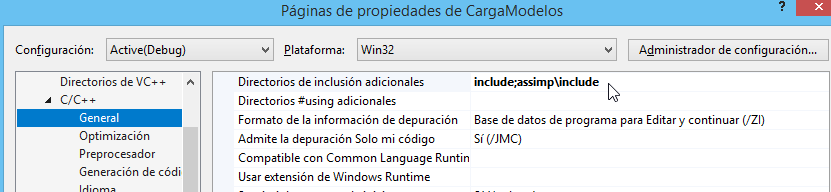 Páginas de propiedades de CargaModelos
Configuración: Active(Debug) Plataforma: Win32 Administrador de configuración...
Directorios de VC++ Directorios de inclusión adicionales include;assimp\include
C/C++ Directorios #using adicionales
General Formato de la información de depuración Base de datos de programa para Editar y continuar (/ZI)
Optimización Admite la depuración Solo mi código Sí (/JMC)
Preprocesador Compatible con Common Language Runtin
Generación de códi Usar extensión de Windows Runtime
Idioma